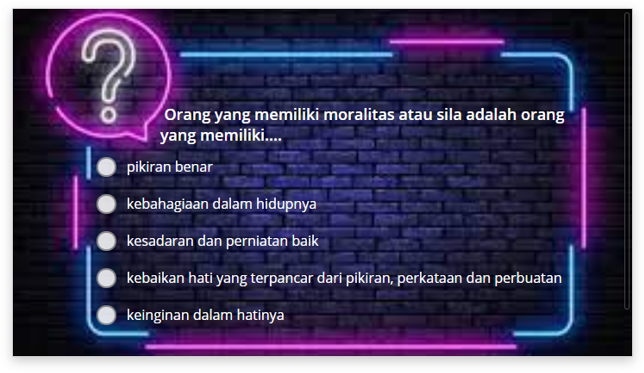 Orang yang memiliki moralitas atau sila adalah orang
yang memiliki....
pikiran benar
kebahagiaan dalam hidupnya
kesadaran dan perniatan baik
kebaikan hati yang terpancar dari pikiran, perkataan dan perbuatan
keinginan dalam hatinya